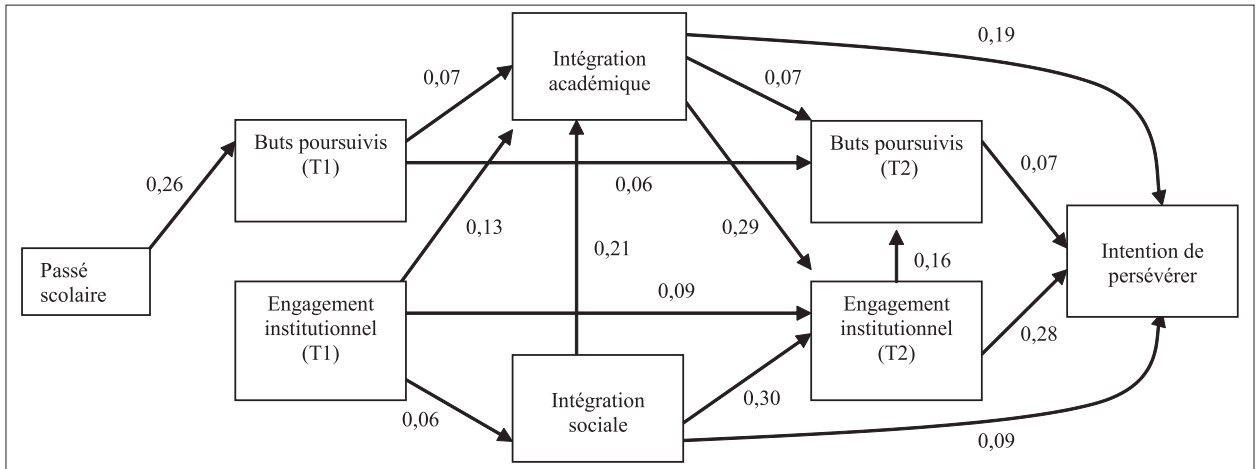 Intégration
académique
0,19
0,07
0,07
Buts poursuivis
(T1)
Buts poursuivis
(T2)
0,26
0,06
0,07
0,13
0,29
0,21
0,16
Passé
scolaire
Intention de
persévérer
Engagement
institutionnel
(T1)
0,09
Engagement
institutionnel
(T2)
0,28
0,06
Intégration
sociale
0,30
0,09